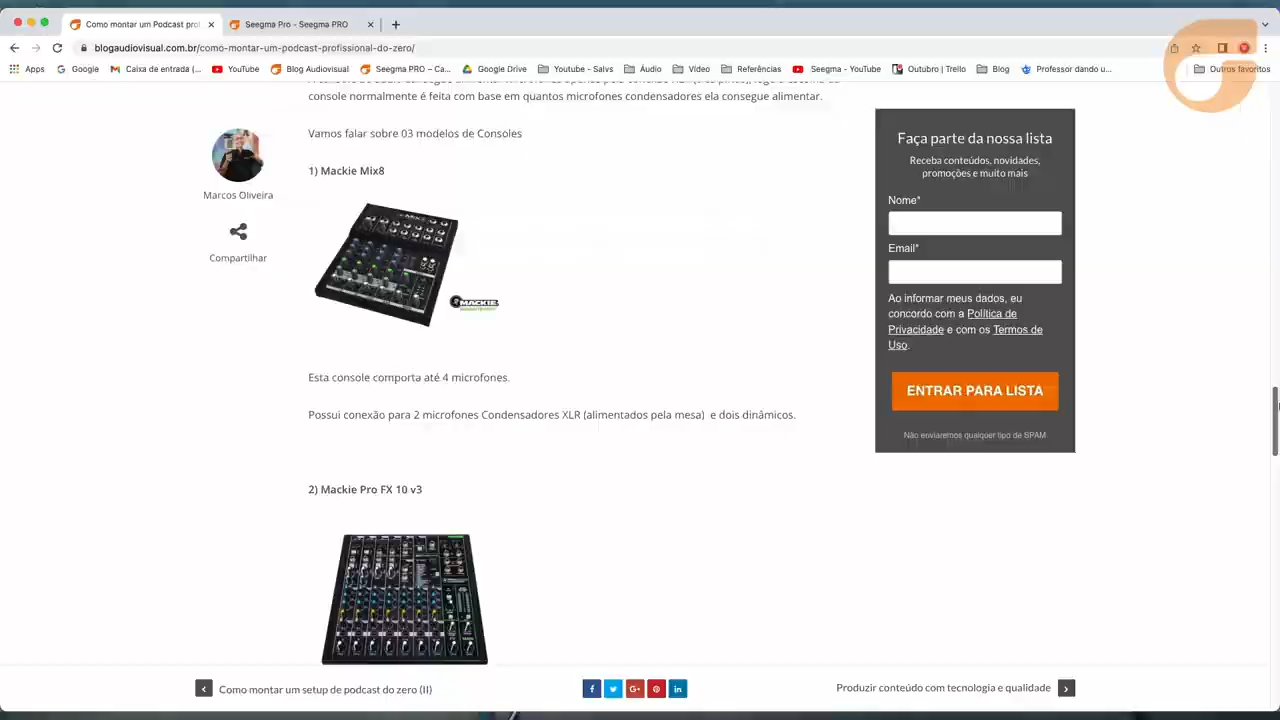 Como montar um Podcast prof
Seegma Pro - Seegma PRO
blogaudiovisual.com.br/como-montar-um-podcast-profissional-do-zero/
Apps
Google
Caixa de entrada (...
YouTube
Blog Audiovisual
Seegma PRO – Ca...
Google Drive
Youtube - Salvs
Áudio
Vídeo
Referências
Seegma - YouTube
Outubro | Trello
Blog
Professor dando u...
Outros favoritos
console normalmente é feita com base em quantos microfones condensadores ela consegue alimentar.
Vamos falar sobre 03 modelos de Consoles
1) Mackie Mix8
Marcos Oliveira
Compartilhar
MACKIE.
Esta console comporta até 4 microfones.
Possui conexão para 2 microfones Condensadores XLR (alimentados pela mesa) e dois dinâmicos.
2) Mackie Pro FX 10 v3
Faça parte da nossa lista
Receba conteúdos, novidades,
promoções e muito mais
Nome*
Email*
Ao informar meus dados, eu
concordo com a Política de
Privacidade e com os Termos de
Uso.
ENTRAR PARA LISTA
Não enviaremos qualquer tipo de SPAM
Como montar um setup de podcast do zero (II)
Produzir conteúdo com tecnologia e qualidade